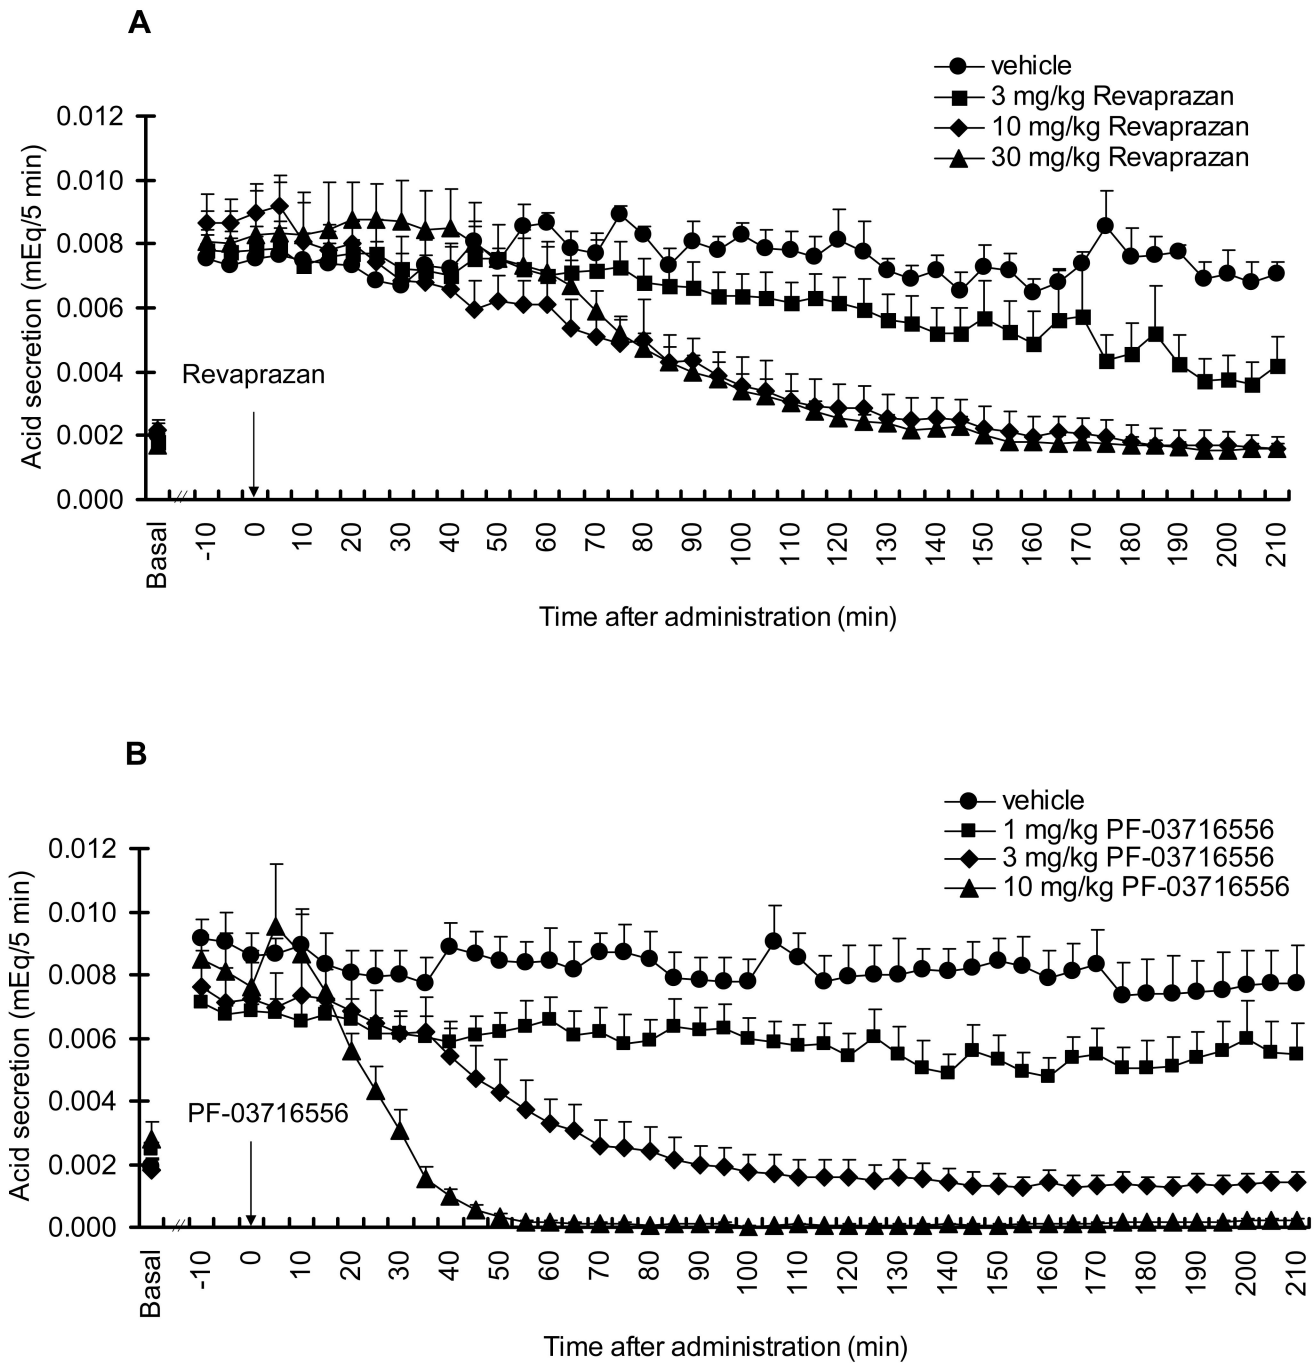 A
vehicle
3 mg/kg Revaprazan
10 mg/kg Revaprazan
30 mg/kg Revaprazan
0.012
0.010
0.008
0.006
0.004
0.002
0.000
Acid secretion (mEq/5 min)
Revaprazan
Basal -10 0 10 20 30 40 50 60 70 80 90 100 110 120 130 140 150 160 170 180 190 200 210
Time after administration (min)
B
vehicle
1 mg/kg PF-03716556
3 mg/kg PF-03716556
10 mg/kg PF-03716556
0.012
0.010
0.008
0.006
0.004
0.002
0.000
Acid secretion (mEq/5 min)
PF-03716556
Basal -10 0 10 20 30 40 50 60 70 80 90 100 110 120 130 140 150 160 170 180 190 200 210
Time after administration (min)